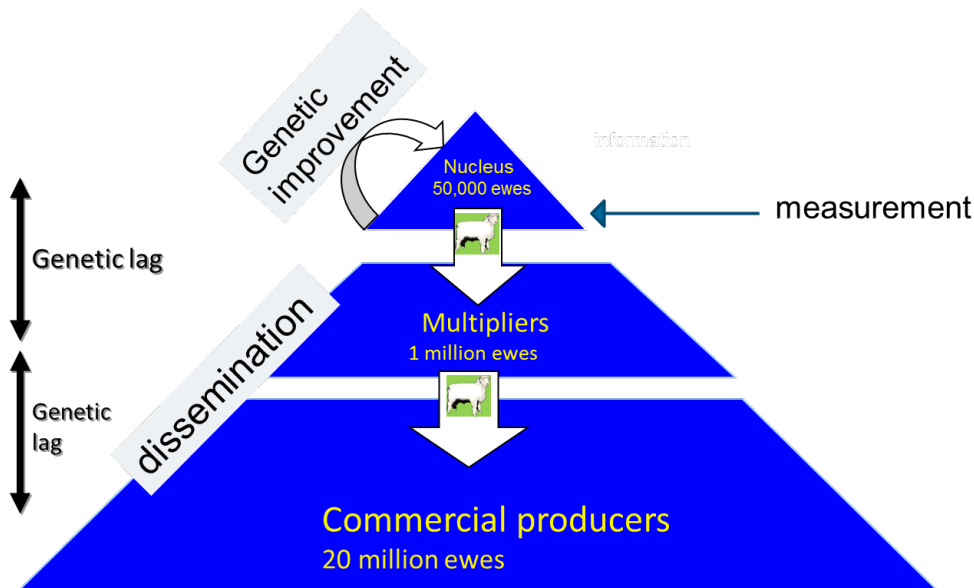 Genetic
improvement
information
Nucleus
50,000 ewes
measurement
Genetic lag
dissemination
Multipliers
1 million ewes
Genetic
lag
Commercial producers
20 million ewes